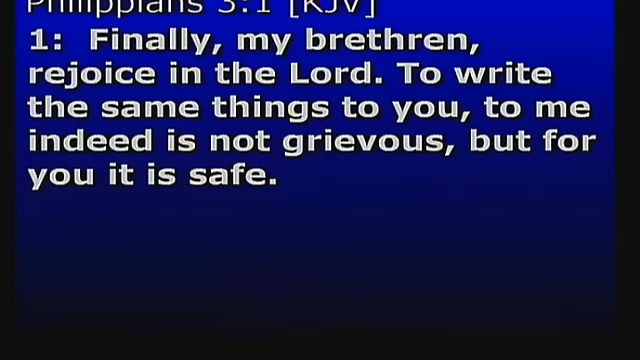 Philippians 3:1 [KJV]
1: Finally, my brethren,
rejoice in the Lord. To write
the same things to you, to me
indeed is not grievous, but for
you it is safe.